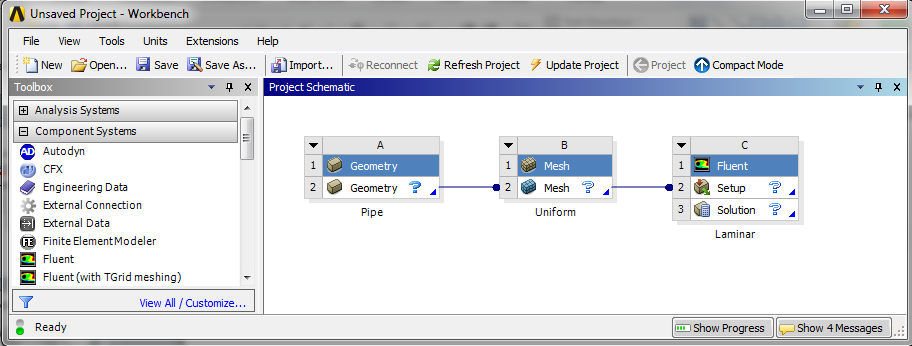 Unsaved Project - Workbench
File View Tools Units Extensions Help
New Open... Save Save As... Import... Reconnect Refresh Project Update Project Project Compact Mode
Toolbox
Project Schematic
Analysis Systems
Component Systems
AD Autodyn
CFX
Engineering Data
External Connection
External Data
FE Finite Element Modeler
Fluent
Fluent (with TGrid meshing)
View All / Customize...
A
1 Geometry
2 Geometry ?
Pipe
B
1 Mesh
2 Mesh ?
Uniform
C
1 Fluent
2 Setup ?
3 Solution ?
Laminar
Ready
Show Progress Show 4 Messages